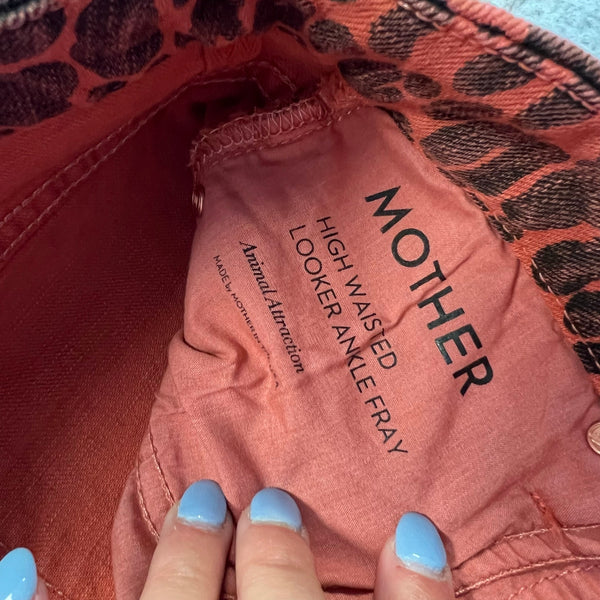 MOTHER
HIGH WAISTED
LOOKER ANKLE FRAY
Animal Attraction
MADE by MOTHER